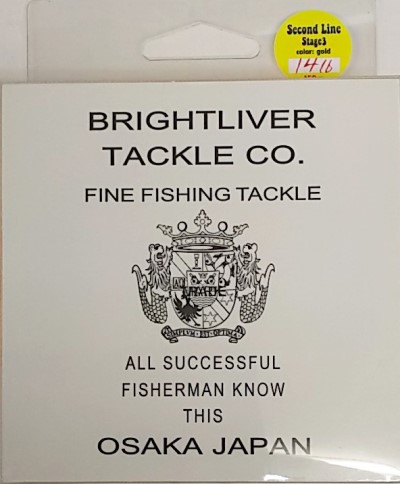 Second Line
Stage3
color: gold
14lb
BRIGHTLIVER
TACKLE CO.
FINE FISHING TACKLE
ALL SUCCESSFUL
FISHERMAN KNOW
THIS
OSAKA JAPAN